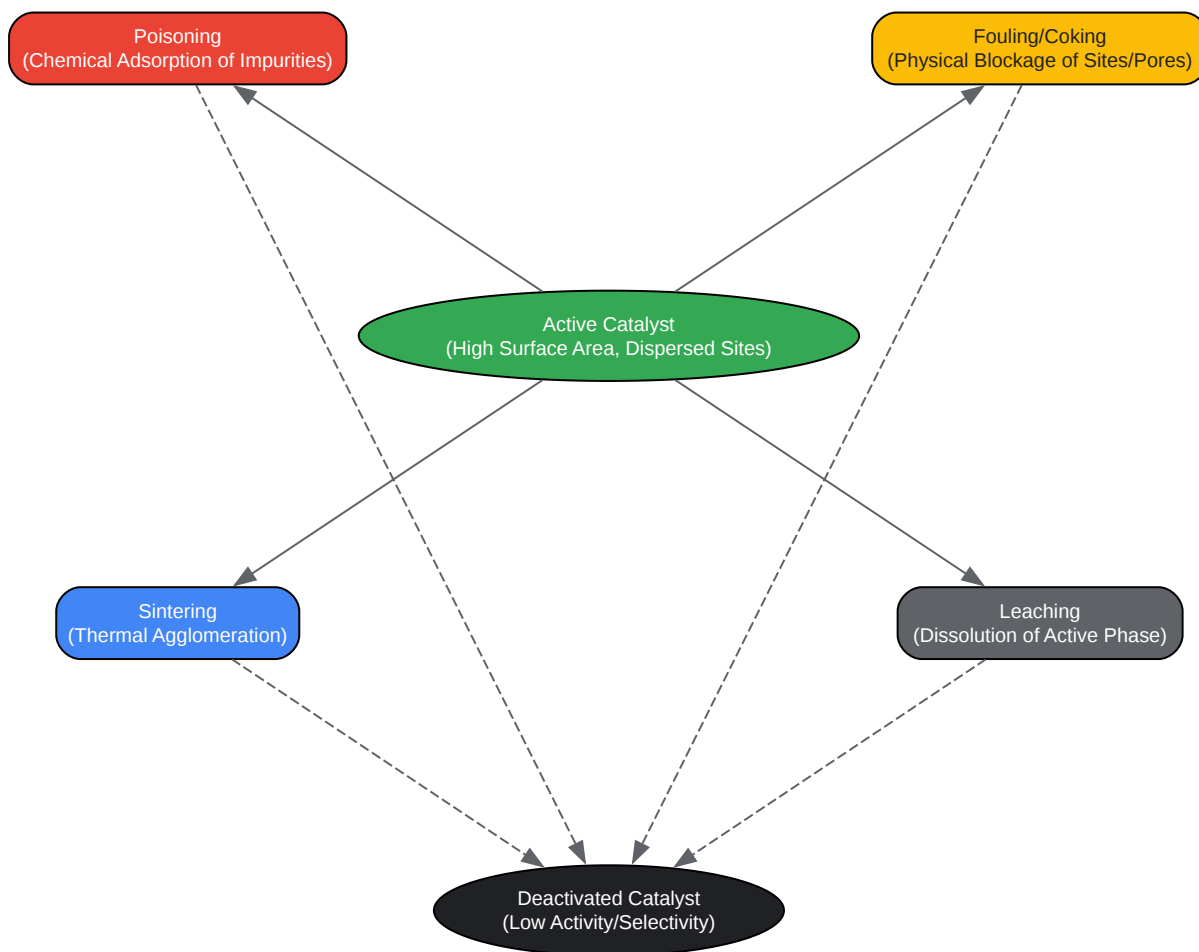 Poisoning
(Chemical Adsorption of Impurities)
Fouling/Coking
(Physical Blockage of Sites/Pores)
Active Catalyst
(High Surface Area, Dispersed Sites)
Sintering
(Thermal Agglomeration)
Leaching
(Dissolution of Active Phase)
Deactivated Catalyst
(Low Activity/Selectivity)